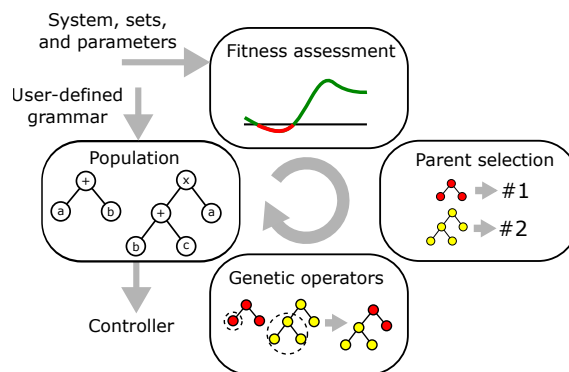 System, sets,
and parameters
Fitness assessment
User-defined
grammar
Population
+
a
b
x
+
a
b
c
Parent selection
#1
#2
Genetic operators
Controller